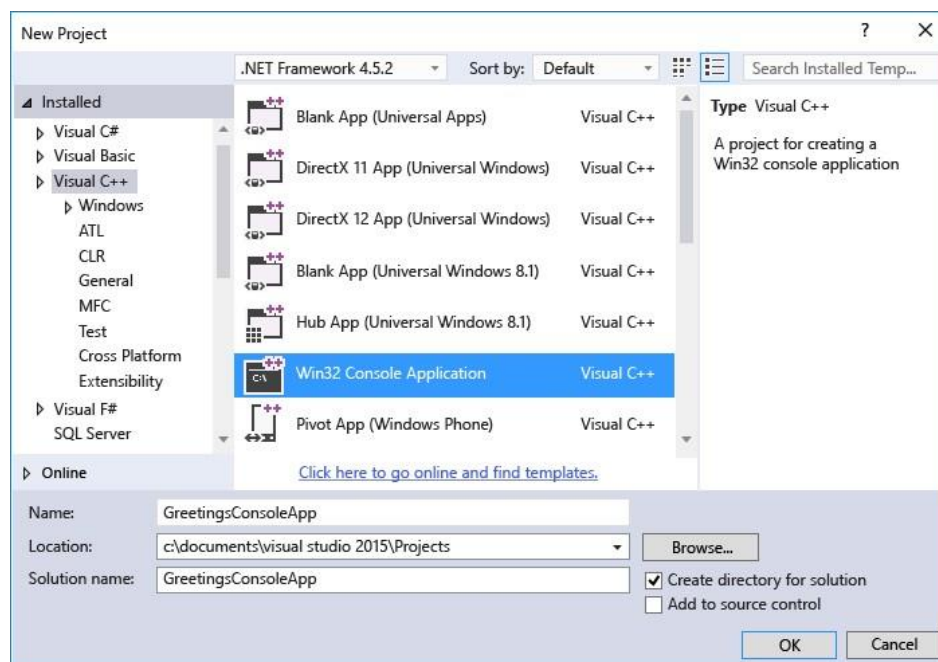 New Project
?
.NET Framework 4.5.2
Sort by: Default
Search Installed Temp...
Installed
Visual C#
Visual Basic
Visual C++
Windows
ATL
CLR
General
MFC
Test
Cross Platform
Extensibility
Visual F#
SQL Server
Online
Blank App (Universal Apps) Visual C++
DirectX 11 App (Universal Windows) Visual C++
DirectX 12 App (Universal Windows) Visual C++
Blank App (Universal Windows 8.1) Visual C++
Hub App (Universal Windows 8.1) Visual C++
C:\ Win32 Console Application Visual C++
Pivot App (Windows Phone) Visual C++
Click here to go online and find templates.
Type Visual C++
A project for creating a
Win32 console application
Name: GreetingsConsoleApp
Location: c:\documents\visual studio 2015\Projects
Browse...
Solution name: GreetingsConsoleApp
Create directory for solution
Add to source control
OK Cancel